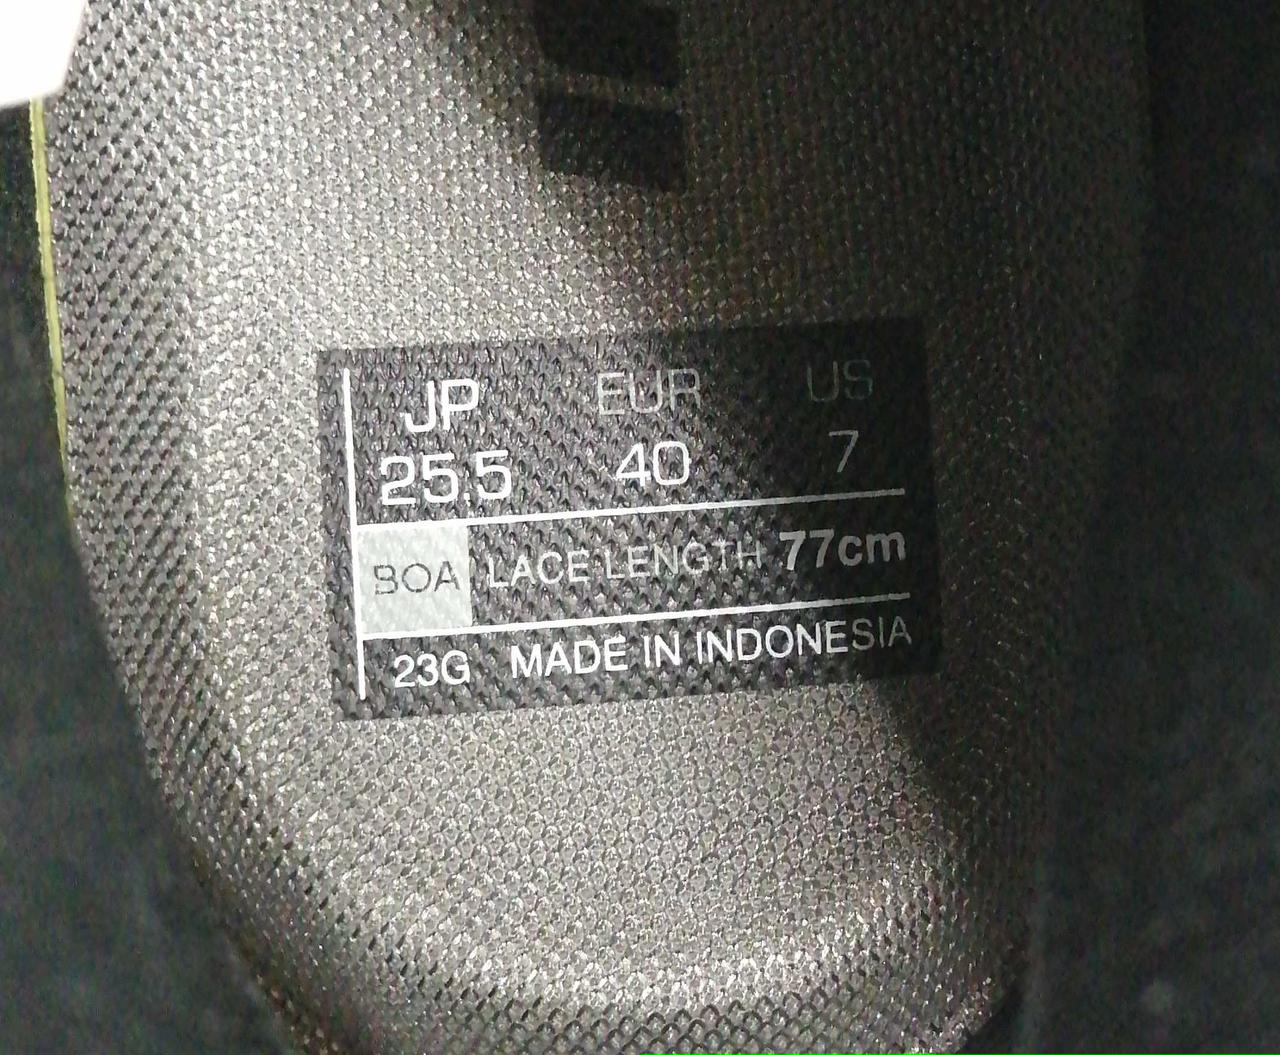 JP EUR US
25.5 40 7
BOA LACE LENGTH 77cm
23G MADE IN INDONESIA